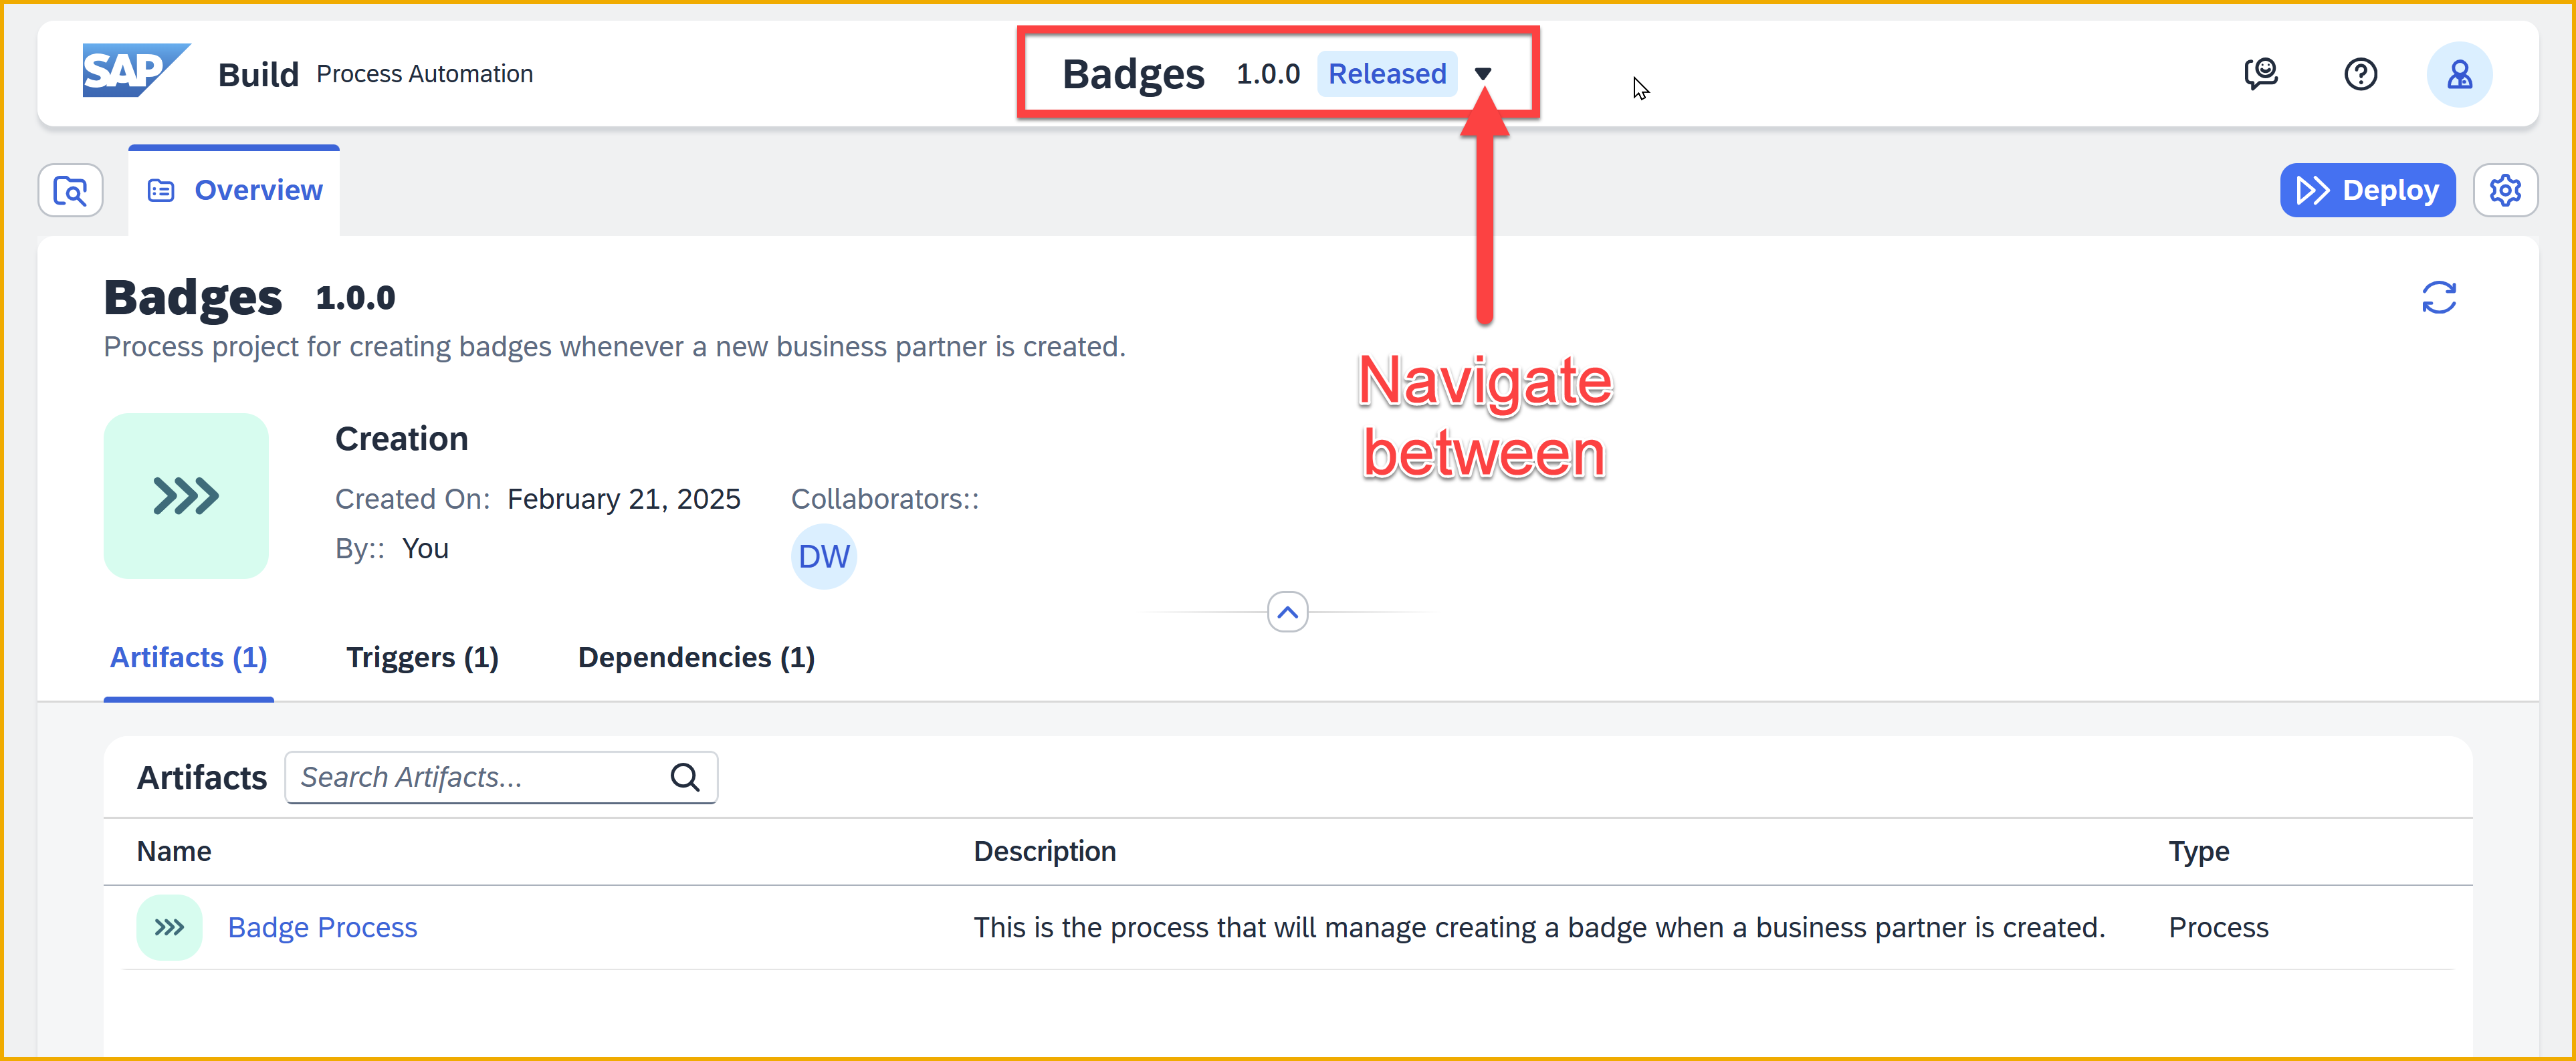 SAP Build Process Automation
Badges 1.0.0 Released
Overview
Deploy
Badges 1.0.0
Process project for creating badges whenever a new business partner is created.
Navigate
between
Creation
Created On: February 21, 2025
Collaborators::
By:: You
DW
Artifacts (1) Triggers (1) Dependencies (1)
Artifacts Search Artifacts...
Name Description Type
Badge Process This is the process that will manage creating a badge when a business partner is created. Process